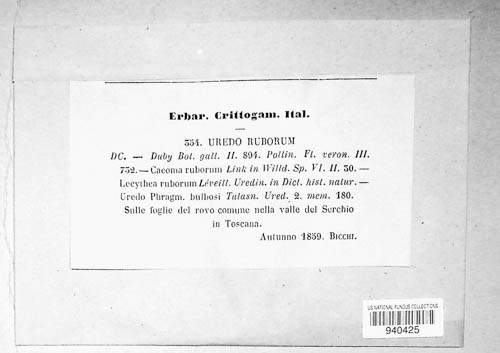 Erbar. Crittogam. Ital.
354. UREDO RUBORUM
DC. — Duby Bot. gall. II. 894. Pollin. Fl. veron. III.
752. — Caeoma ruborum Link in Willd. Sp. VI. II. 30. —
Lecythea ruborum Léveill. Uredin. in Dict. hist. natur. —
Uredo Phragm. bulbosi Tulasn. Ured. 2. mem. 180.
Sulle foglie del rovo comune nella valle del Serchio
in Toscana.
Autunno 1859. BICCHI.
US NATIONAL FUNGUS COLLECTIONS
940425